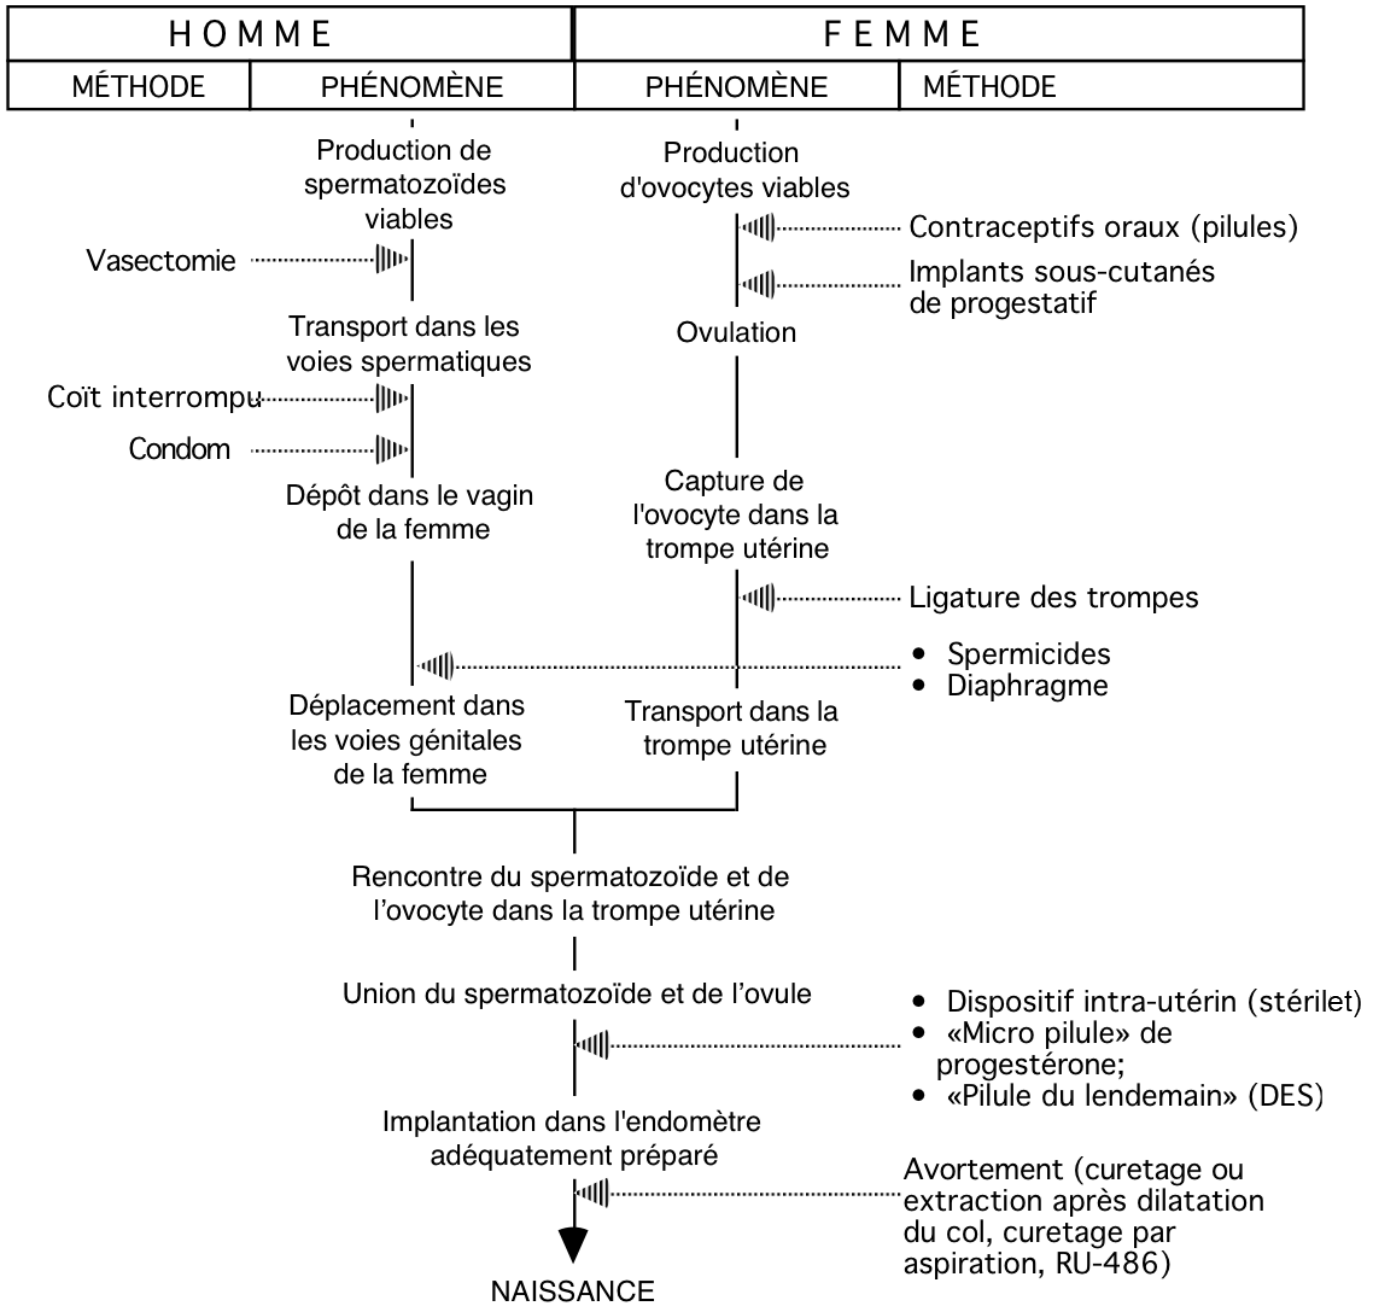 HOMME
FEMME
MÉTHODE
PHÉNOMÈNE
PHÉNOMÈNE
MÉTHODE
Production de
spermatozoïdes
viables
Production
d'ovocytes viables
Contraceptifs oraux (pilules)
Vasectomie
Implants sous-cutanés
de progestatif
Transport dans les
voies spermatiques
Ovulation
Coït interrompu
Condom
Dépôt dans le vagin
de la femme
Capture de
l'ovocyte dans la
trompe utérine
Ligature des trompes
• Spermicides
• Diaphragme
Déplacement dans
les voies génitales
de la femme
Transport dans la
trompe utérine
Rencontre du spermatozoïde et de
l’ovocyte dans la trompe utérine
Union du spermatozoïde et de l’ovule
• Dispositif intra-utérin (stérilet)
• «Micro pilule» de
progestérone;
• «Pilule du lendemain» (DES)
Implantation dans l'endomètre
adéquatement préparé
Avortement (curetage ou
extraction après dilatation
du col, curetage par
aspiration, RU-486)
NAISSANCE